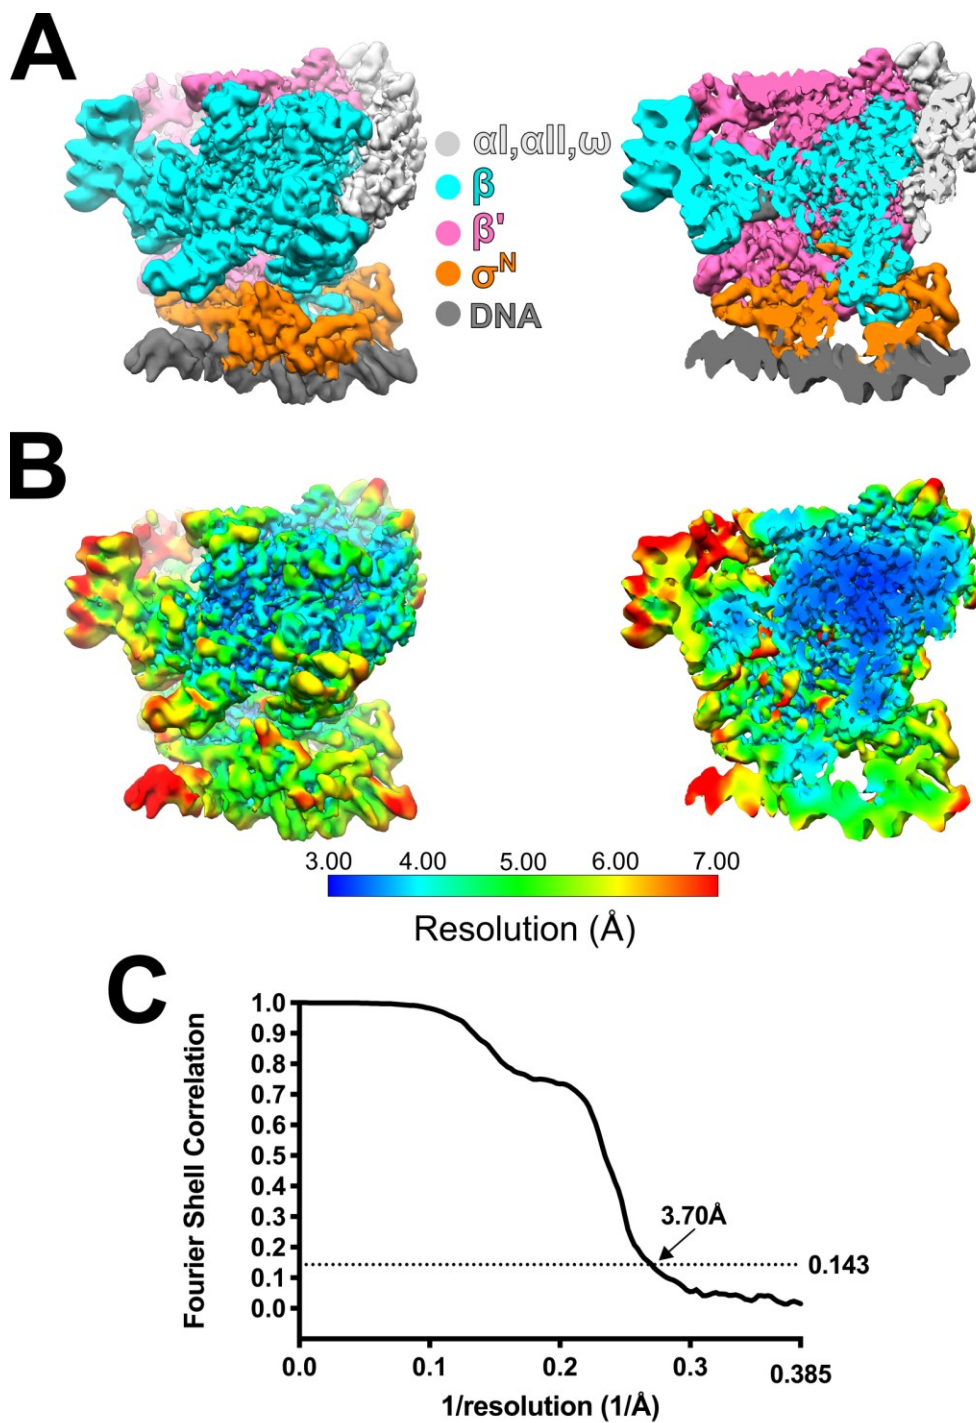 A
αI,αII,ω
β
β'
σᴺ
DNA
B
3.00 4.00 5.00 6.00 7.00
Resolution (Å)
C
Fourier Shell Correlation
1.0
0.9
0.8
0.7
0.6
0.5
0.4
0.3
0.2
0.1
0.0
3.70Å
0.143
0.0 0.1 0.2 0.3 0.385
1/resolution (1/Å)